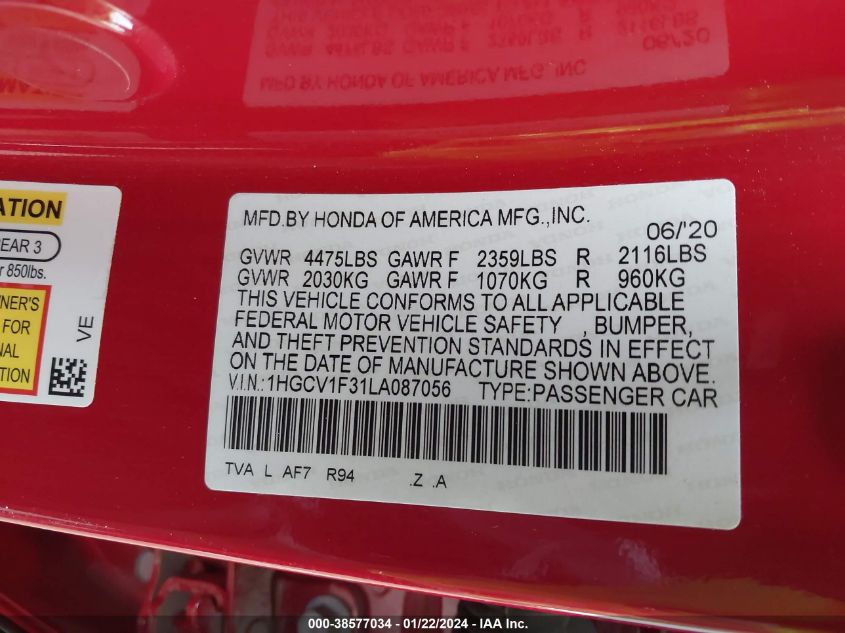 MFD.BY HONDA OF AMERICA MFG.,INC. 06/'20
GVWR 4475LBS GAWR F 2359LBS R 2116LBS
GVWR 2030KG GAWR F 1070KG R 960KG
THIS VEHICLE CONFORMS TO ALL APPLICABLE
FEDERAL MOTOR VEHICLE SAFETY , BUMPER,
AND THEFT PREVENTION STANDARDS IN EFFECT
ON THE DATE OF MANUFACTURE SHOWN ABOVE.
V.I.N.:1HGCV1F31LA087056 TYPE:PASSENGER CAR
TVA L AF7 R94 .Z .A
ATION
EAR 3
r 850lbs.
NER'S
FOR
NAL
TION
VE
000-38577034 - 01/22/2024 - IAA Inc.